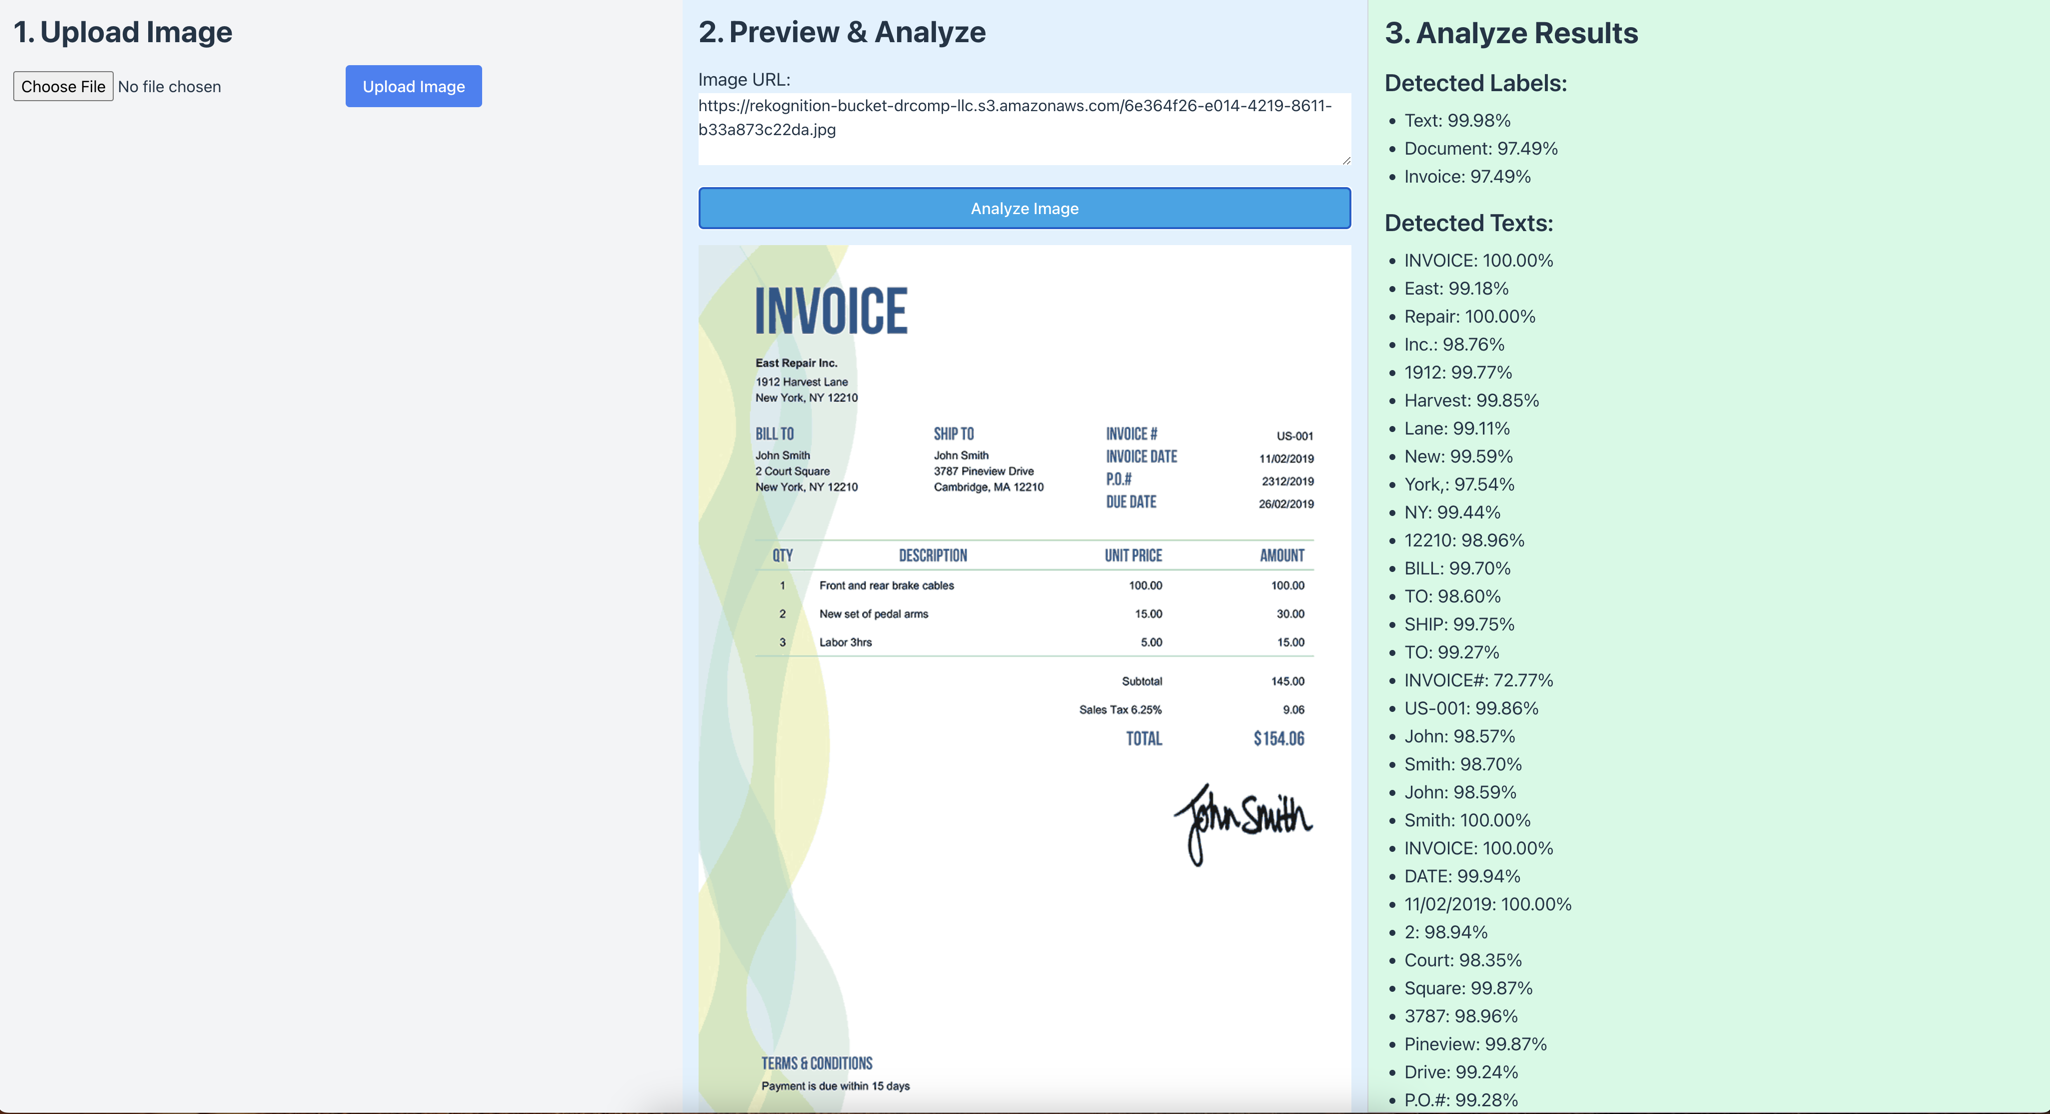 1. Upload Image
Choose File No file chosen
Upload Image
2. Preview & Analyze
Image URL:
https://rekognition-bucket-drcomp-llc.s3.amazonaws.com/6e364f26-e014-4219-8611-
b33a873c22da.jpg
Analyze Image
INVOICE
East Repair Inc.
1912 Harvest Lane
New York, NY 12210
BILL TO
John Smith
2 Court Square
New York, NY 12210
SHIP TO
John Smith
3787 Pineview Drive
Cambridge, MA 12210
INVOICE # US-001
INVOICE DATE 11/02/2019
P.O.# 2312/2019
DUE DATE 26/02/2019
QTY DESCRIPTION UNIT PRICE AMOUNT
1 Front and rear brake cables 100.00 100.00
2 New set of pedal arms 15.00 30.00
3 Labor 3hrs 5.00 15.00
Subtotal 145.00
Sales Tax 6.25% 9.06
TOTAL $154.06
John Smith
TERMS & CONDITIONS
Payment is due within 15 days
3. Analyze Results
Detected Labels:
Text: 99.98%
Document: 97.49%
Invoice: 97.49%
Detected Texts:
INVOICE: 100.00%
East: 99.18%
Repair: 100.00%
Inc.: 98.76%
1912: 99.77%
Harvest: 99.85%
Lane: 99.11%
New: 99.59%
York,: 97.54%
NY: 99.44%
12210: 98.96%
BILL: 99.70%
TO: 98.60%
SHIP: 99.75%
TO: 99.27%
INVOICE#: 72.77%
US-001: 99.86%
John: 98.57%
Smith: 98.70%
John: 98.59%
Smith: 100.00%
INVOICE: 100.00%
DATE: 99.94%
11/02/2019: 100.00%
2: 98.94%
Court: 98.35%
Square: 99.87%
3787: 98.96%
Pineview: 99.87%
Drive: 99.24%
P.O.#: 99.28%